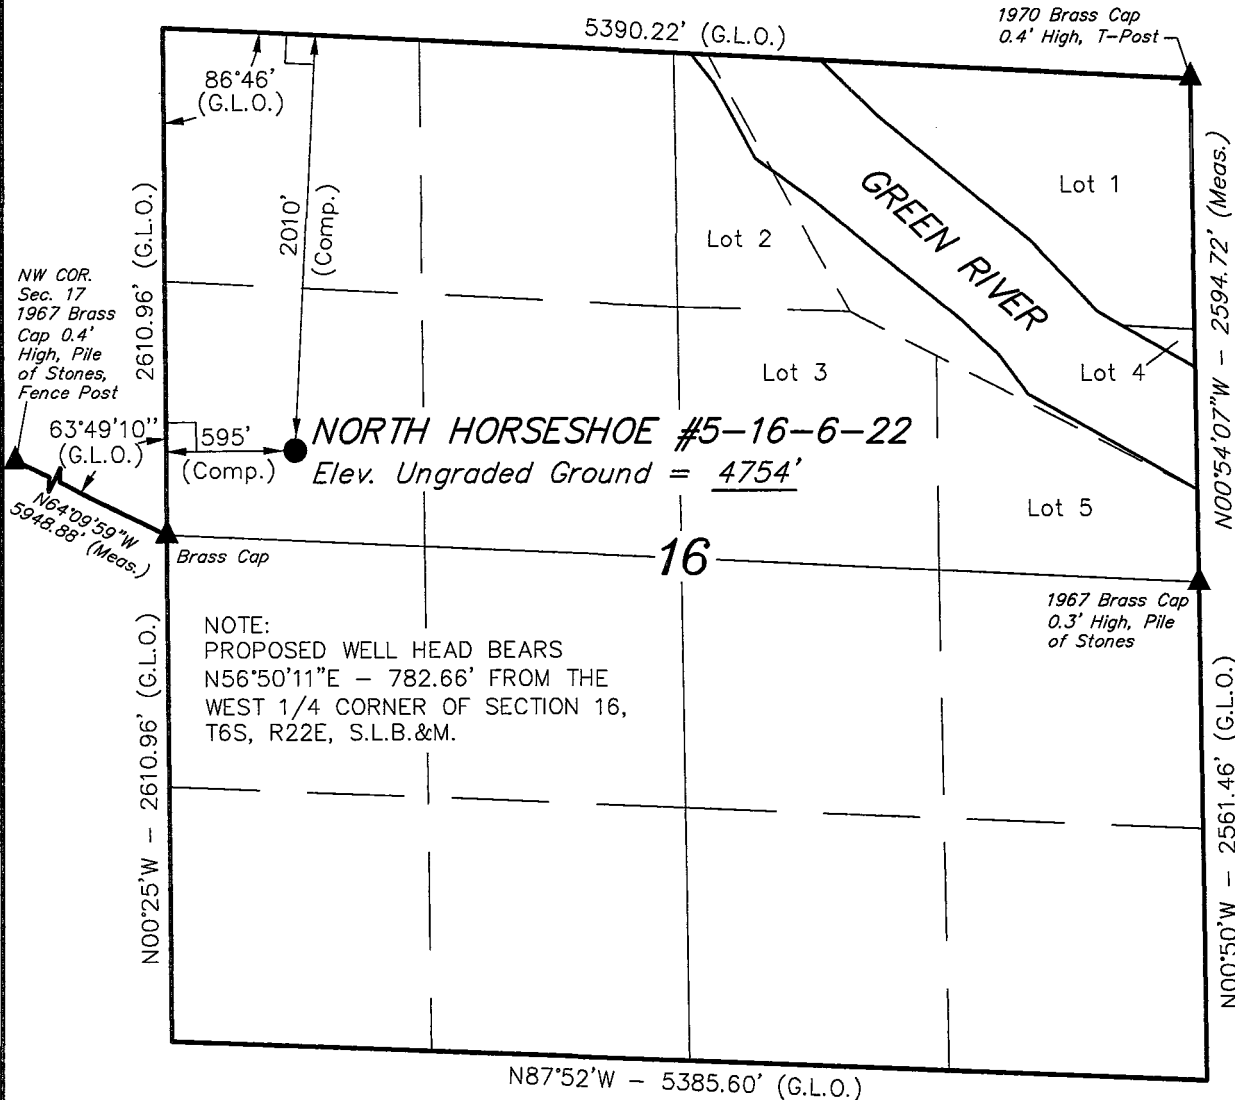 5390.22' (G.L.O.)
1970 Brass Cap
0.4' High, T-Post
86°46'
(G.L.O.)
2010'
(Comp.)
2610.96' (G.L.O.)
Lot 1
GREEN RIVER
Lot 2
N00°54'07"W - 2594.72' (Meas.)
NW COR.
Sec. 17
1967 Brass
Cap 0.4'
High, Pile
of Stones,
Fence Post
Lot 3
Lot 4
63°49'10"
(G.L.O.)
595'
(Comp.)
NORTH HORSESHOE #5-16-6-22
Elev. Ungraded Ground = 4754'
N64°09'59"W
5948.88' (Meas.)
Lot 5
Brass Cap
16
1967 Brass Cap
0.3' High, Pile
of Stones
NOTE:
PROPOSED WELL HEAD BEARS
N56°50'11"E - 782.66' FROM THE
WEST 1/4 CORNER OF SECTION 16,
T6S, R22E, S.L.B.&M.
N00°25'W - 2610.96' (G.L.O.)
N00°50'W - 2561.46' (G.L.O.)
N87°52'W - 5385.60' (G.L.O.)